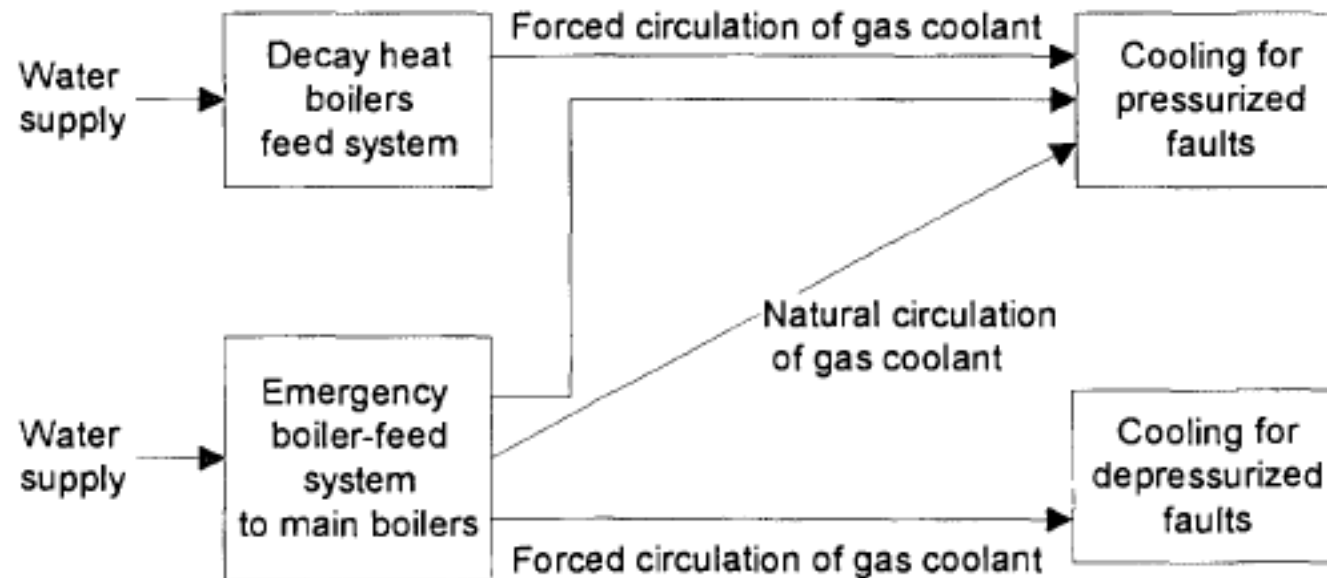 Forced circulation of gas coolant
Water
supply
Decay heat
boilers
feed system
Cooling for
pressurized
faults
Natural circulation
of gas coolant
Water
supply
Emergency
boiler-feed
system
to main boilers
Cooling for
depressurized
faults
Forced circulation of gas coolant